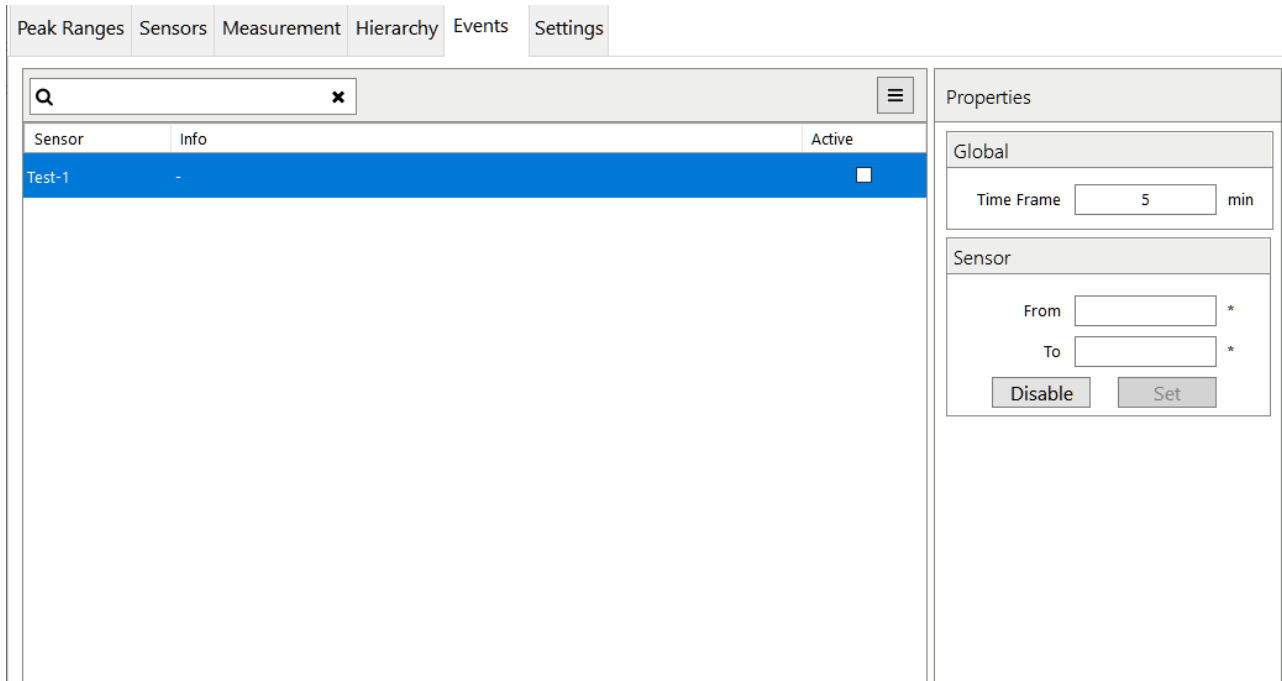 Peak Ranges Sensors Measurement Hierarchy Events Settings
Properties
Sensor Info Active
Test-1 -
Global
Time Frame 5 min
Sensor
From *
To *
Disable Set